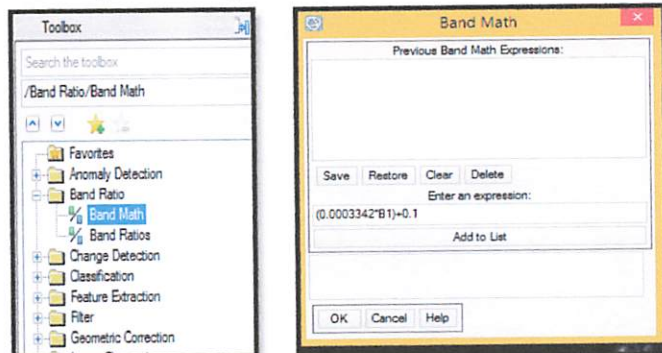 Toolbox
Search the toolbox
/Band Ratio/Band Math
Favorites
Anomaly Detection
Band Ratio
Band Math
Band Ratios
Change Detection
Classification
Feature Extraction
Filter
Geometric Correction
Band Math
Previous Band Math Expressions:
Save Restore Clear Delete
Enter an expression:
(0.0003342*B1)+0.1
Add to List
OK Cancel Help